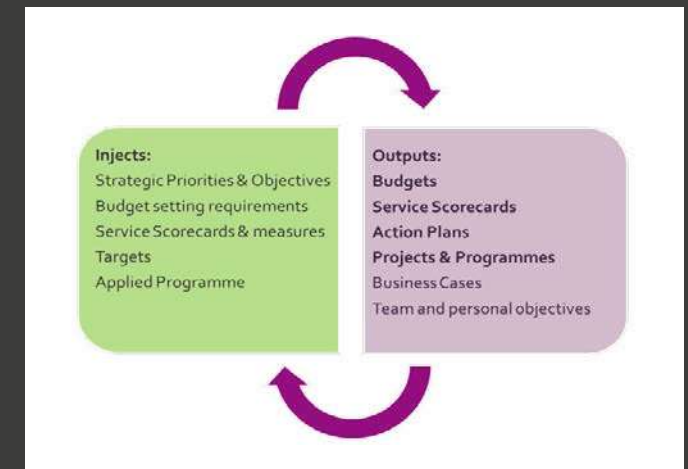 Injects:
Strategic Priorities & Objectives
Budget setting requirements
Service Scorecards & measures
Targets
Applied Programme
Outputs:
Budgets
Service Scorecards
Action Plans
Projects & Programmes
Business Cases
Team and personal objectives